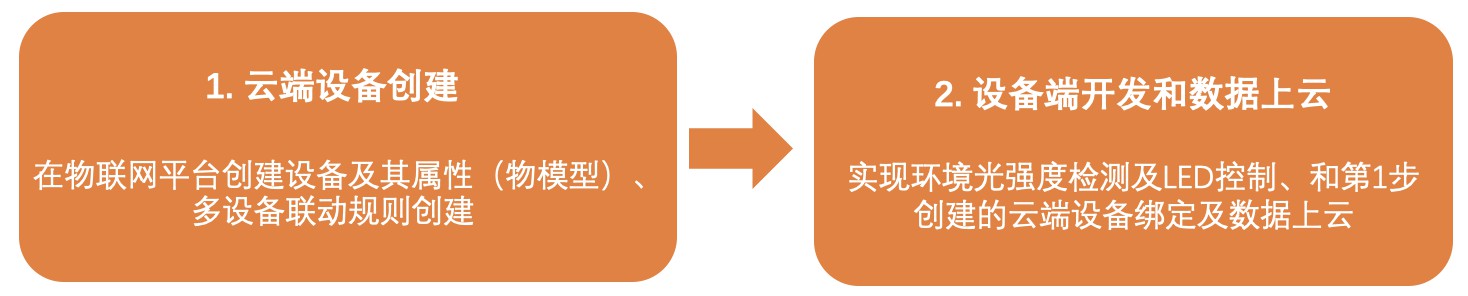 1. 云端设备创建
在物联网平台创建设备及其属性（物模型）、
多设备联动规则创建
2. 设备端开发和数据上云
实现环境光强度检测及LED控制、和第1步
创建的云端设备绑定及数据上云